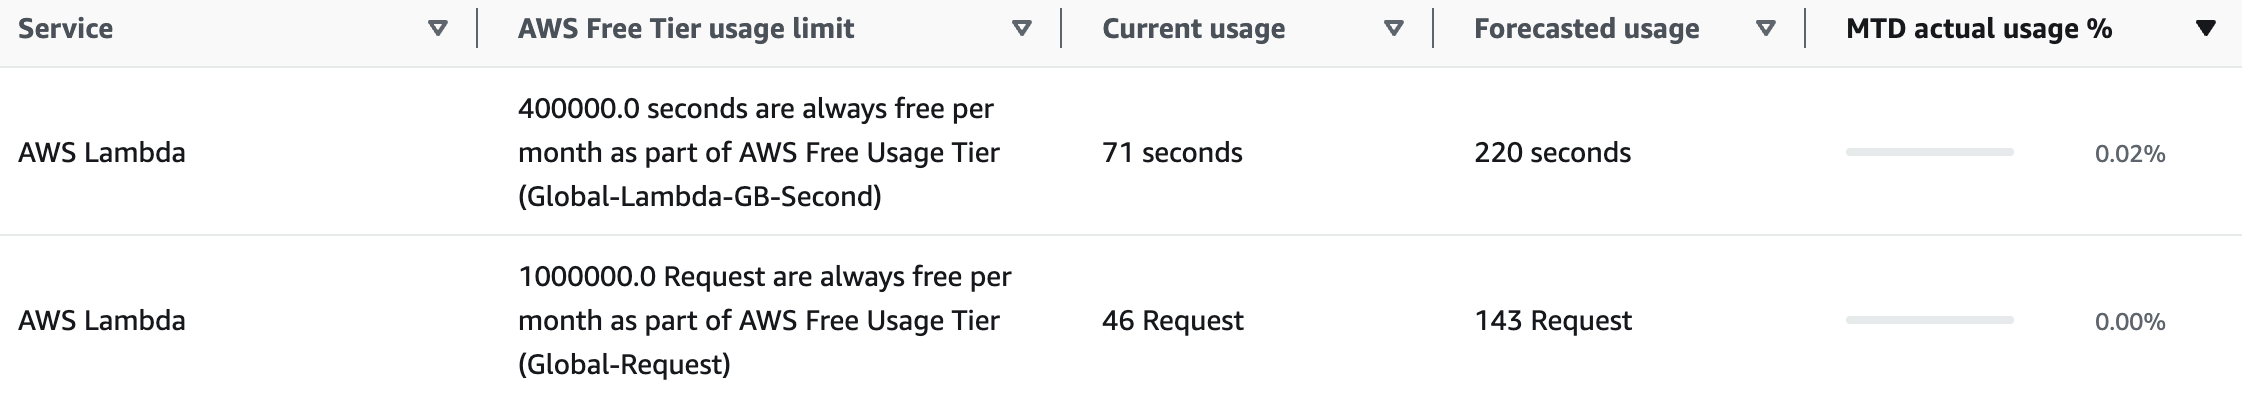 Service AWS Free Tier usage limit Current usage Forecasted usage MTD actual usage %
400000.0 seconds are always free per
AWS Lambda month as part of AWS Free Usage Tier 71 seconds 220 seconds 0.02%
(Global-Lambda-GB-Second)
1000000.0 Request are always free per
AWS Lambda month as part of AWS Free Usage Tier 46 Request 143 Request 0.00%
(Global-Request)